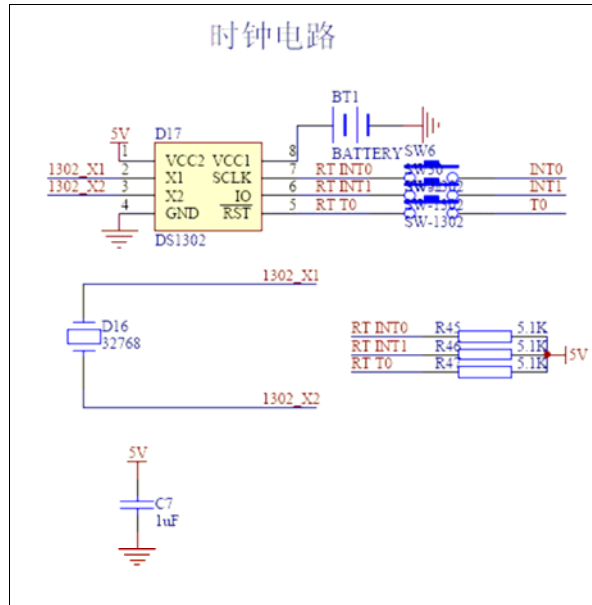 时钟电路
BT1
5V
D17
BATTERY
SW6
1
VCC2
VCC1
8
1302_X1
2
X1
SCLK
7
RT INT0
INT0
1302_X2
3
X2
IO
6
RT INT1
INT1
4
GND
RST
5
RT T0
T0
DS1302
SW-1302
1302_X1
D16
32768
1302_X2
RT INT0
R45
5.1K
RT INT1
R46
5.1K
5V
RT T0
R47
5.1K
5V
C7
1uF